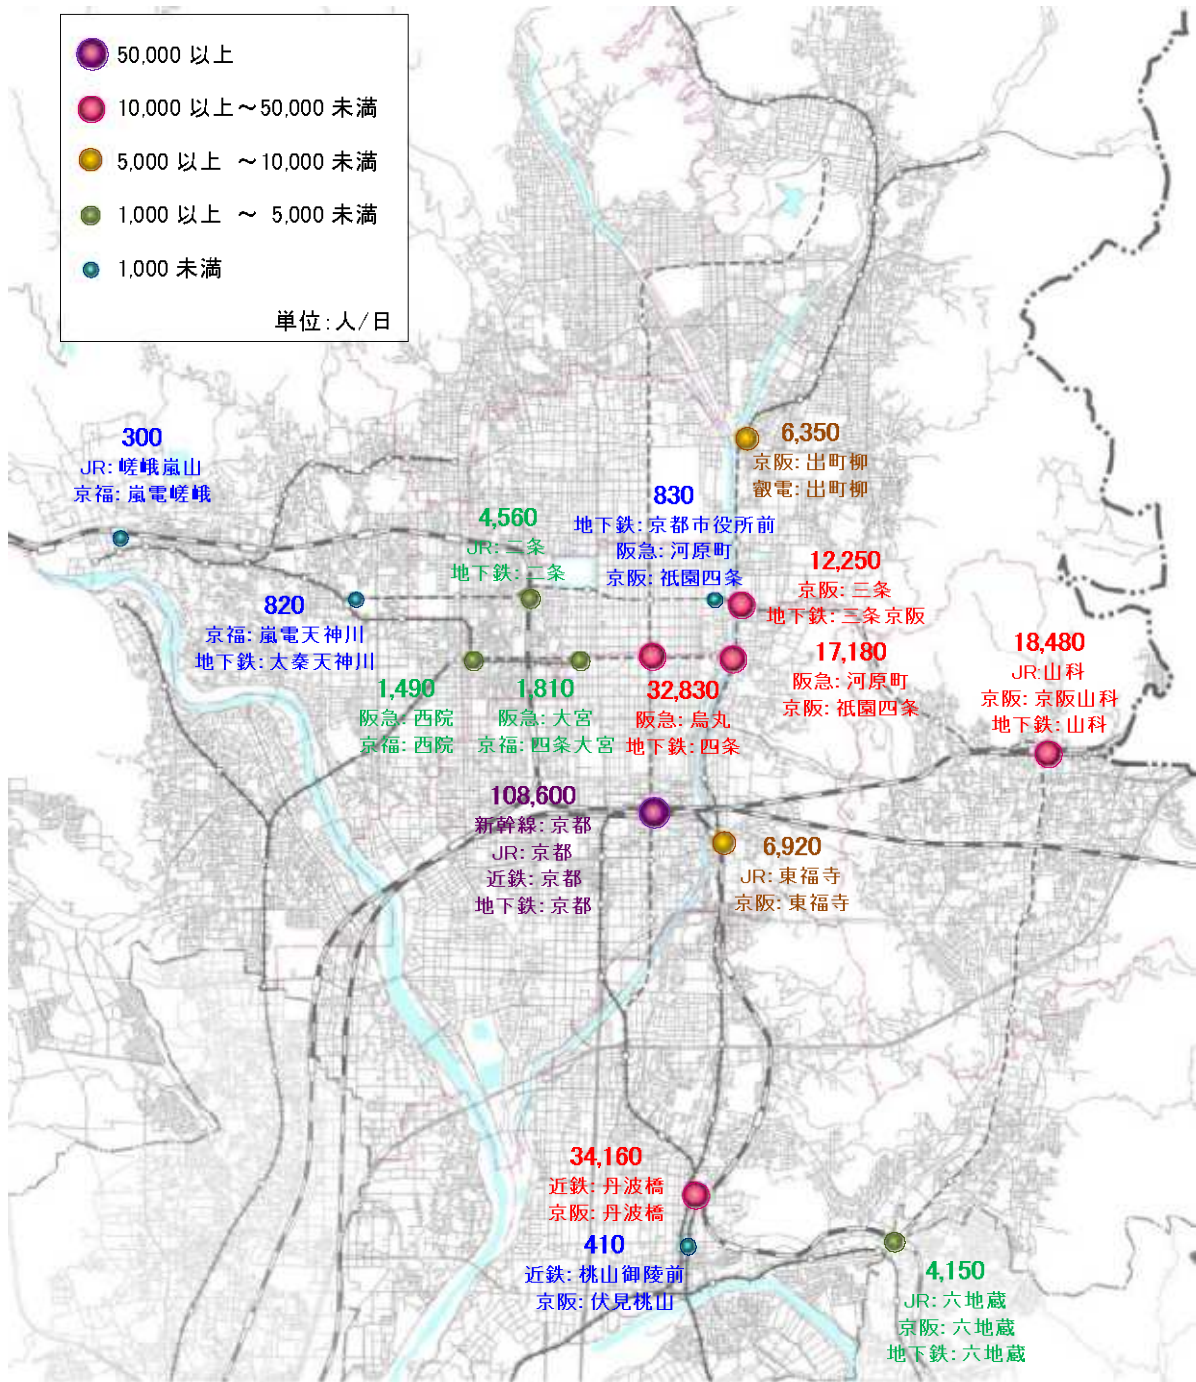 50,000 以上
10,000 以上～50,000 未満
5,000 以上 ～10,000 未満
1,000 以上 ～ 5,000 未満
1,000 未満
単位:人/日
300
JR:嵯峨嵐山
京福:嵐電嵯峨
6,350
京阪:出町柳
叡電:出町柳
830
地下鉄:京都市役所前
阪急:河原町
京阪:祇園四条
4,560
JR:二条
地下鉄:二条
12,250
京阪:三条
地下鉄:三条京阪
820
京福:嵐電天神川
地下鉄:太秦天神川
18,480
JR:山科
京阪:京阪山科
地下鉄:山科
17,180
阪急:河原町
京阪:祇園四条
1,490
阪急:西院
京福:西院
1,810
阪急:大宮
京福:四条大宮
32,830
阪急:烏丸
地下鉄:四条
108,600
新幹線:京都
JR:京都
近鉄:京都
地下鉄:京都
6,920
JR:東福寺
京阪:東福寺
34,160
近鉄:丹波橋
京阪:丹波橋
410
近鉄:桃山御陵前
京阪:伏見桃山
4,150
JR:六地蔵
京阪:六地蔵
地下鉄:六地蔵